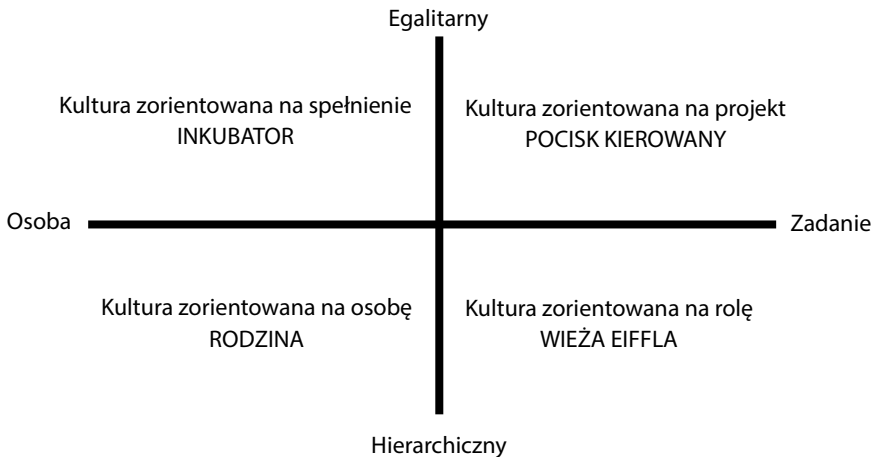 Egalitarny
Kultura zorientowana na spełnienie
INKUBATOR
Kultura zorientowana na projekt
POCISK KIEROWANY
Osoba
Zadanie
Kultura zorientowana na osobę
RODZINA
Kultura zorientowana na rolę
WIEŻA EIFFLA
Hierarchiczny